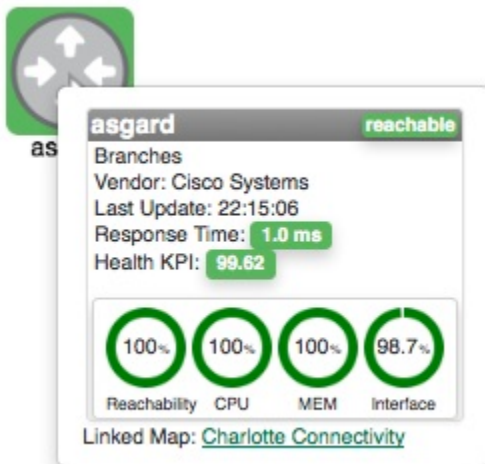 as
asgard reachable
Branches
Vendor: Cisco Systems
Last Update: 22:15:06
Response Time: 1.0 ms
Health KPI: 99.62
100% 100% 100% 98.7%
Reachability CPU MEM Interface
Linked Map: Charlotte Connectivity